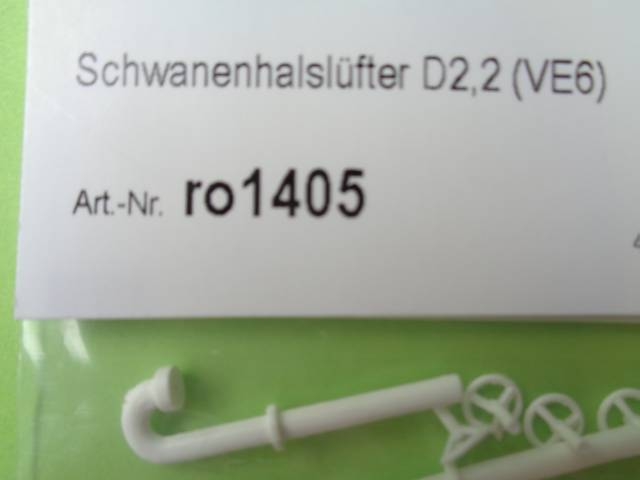 Schwanenhalslüfter D2,2 (VE6)
Art.-Nr. ro1405